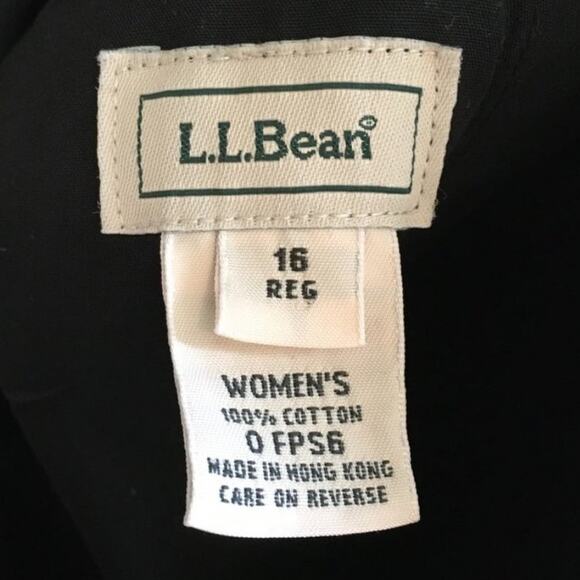 L.L.Bean®
16
REG
WOMEN'S
100% COTTON
0 FPS6
MADE IN HONG KONG
CARE ON REVERSE